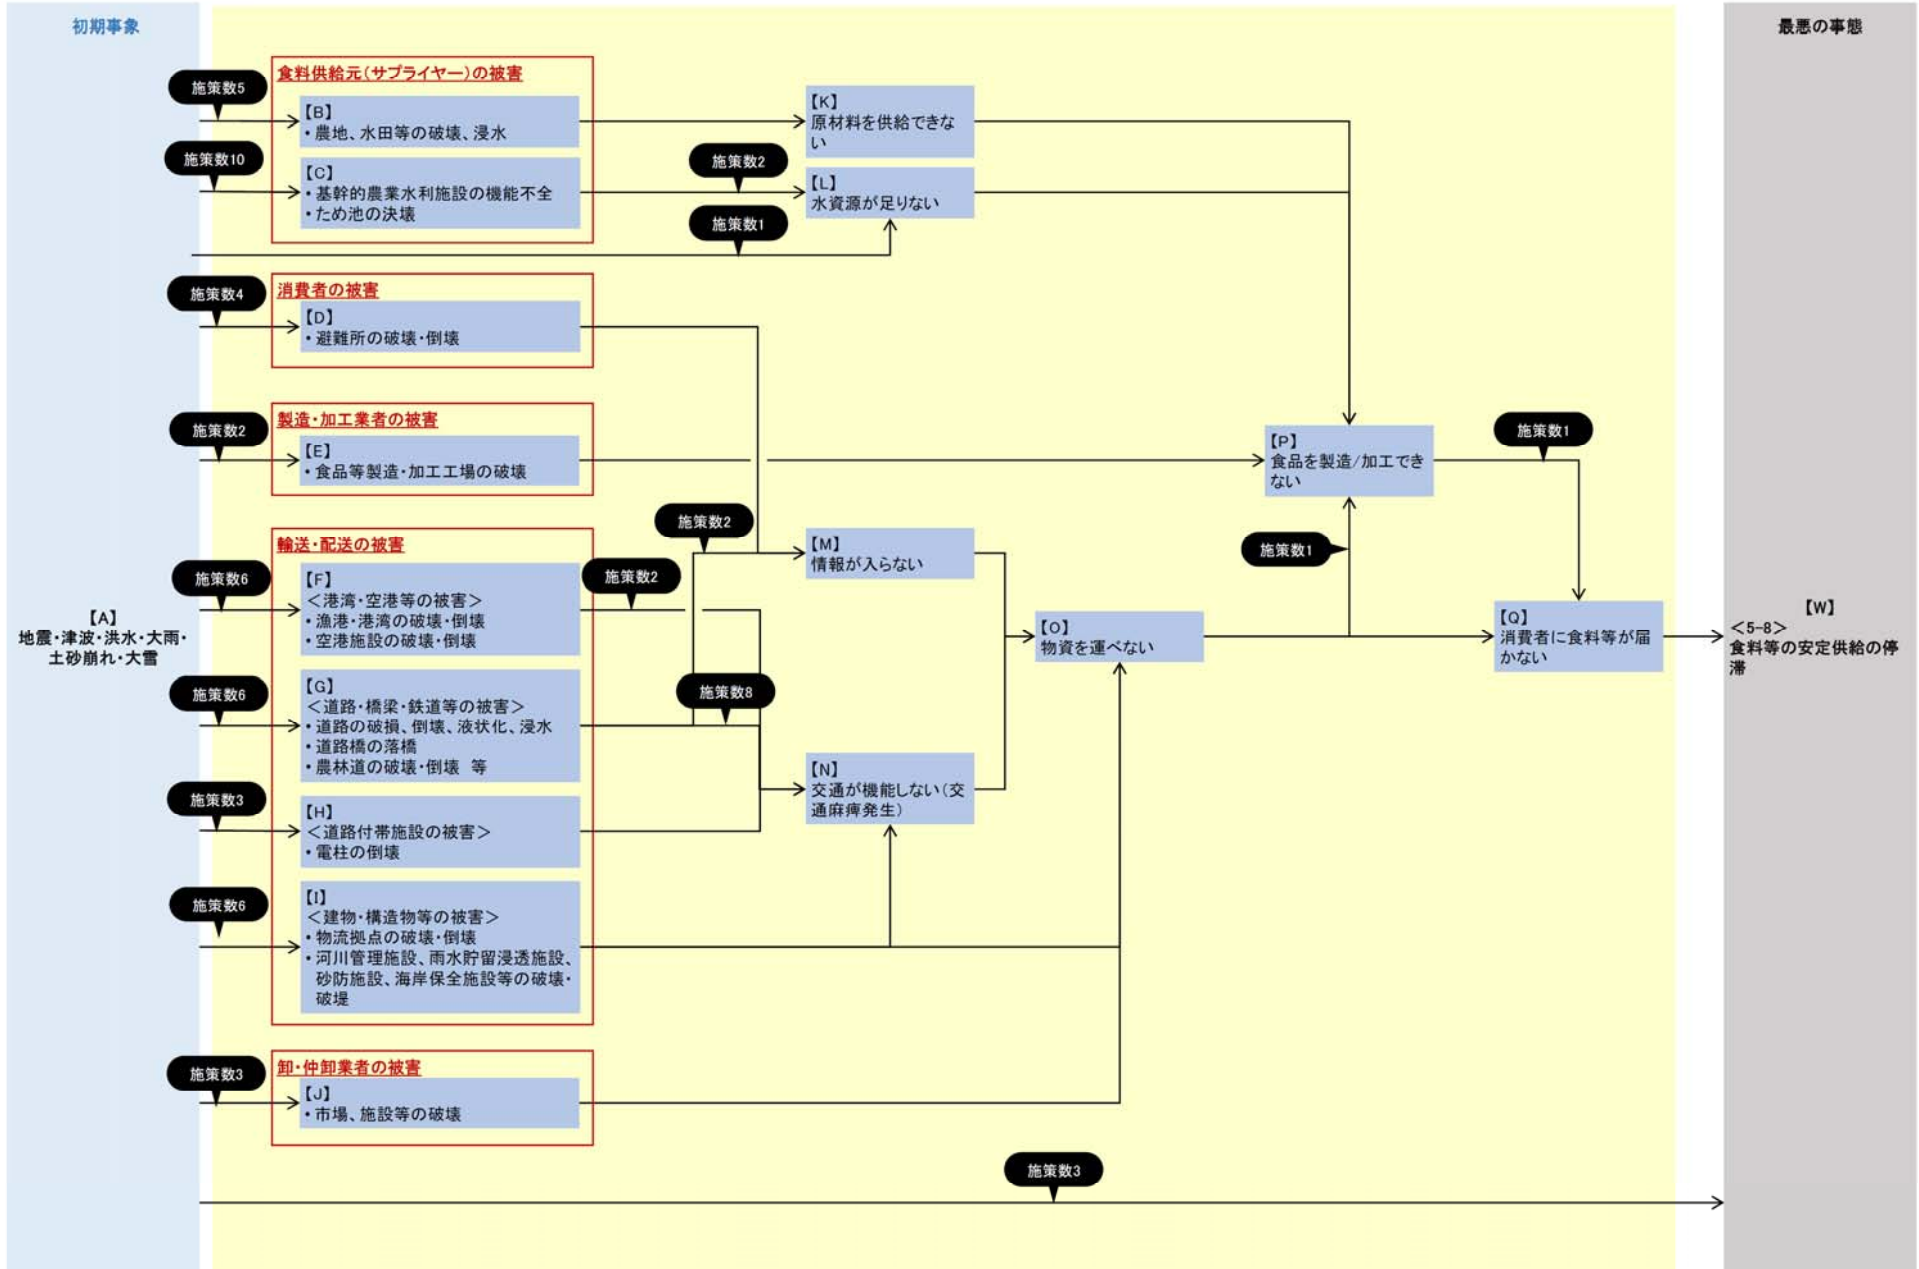 初期事象
最悪の事態
施策数5
食料供給元(サプライヤー)の被害
【B】
・農地、水田等の破壊、浸水
【K】
原材料を供給できな
い
施策数10
【C】
・基幹的農業水利施設の機能不全
・ため池の決壊
施策数2
【L】
水資源が足りない
施策数1
施策数4
消費者の被害
【D】
・避難所の破壊・倒壊
施策数2
製造・加工業者の被害
【E】
・食品等製造・加工工場の破壊
【P】
食品を製造/加工でき
ない
施策数1
施策数2
施策数1
輸送・配送の被害
施策数6
【F】
＜港湾・空港等の被害＞
・漁港・港湾の破壊・倒壊
・空港施設の破壊・倒壊
施策数2
【M】
情報が入らない
【A】
地震・津波・洪水・大雨・
土砂崩れ・大雪
【O】
物資を運べない
【Q】
消費者に食料等が届
かない
【W】
＜5-8＞
食料等の安定供給の停
滞
施策数6
【G】
＜道路・橋梁・鉄道等の被害＞
・道路の破損、倒壊、液状化、浸水
・道路橋の落橋
・農林道の破壊・倒壊 等
施策数8
【N】
交通が機能しない(交
通麻痺発生)
施策数3
【H】
＜道路付帯施設の被害＞
・電柱の倒壊
施策数6
【I】
＜建物・構造物等の被害＞
・物流拠点の破壊・倒壊
・河川管理施設、雨水貯留浸透施設、
砂防施設、海岸保全施設等の破壊・
破堤
施策数3
卸・仲卸業者の被害
【J】
・市場、施設等の破壊
施策数3